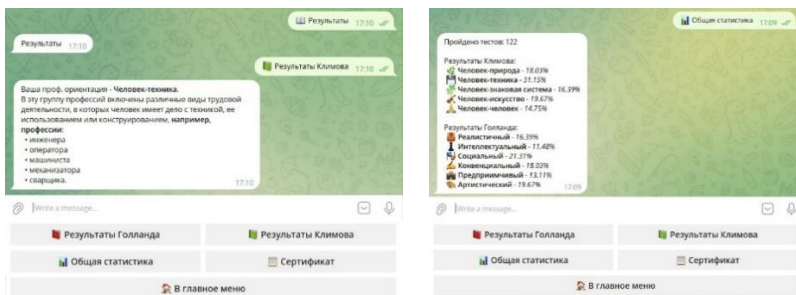 Результаты 17:10
Результаты 17:10
Результаты Климова 17:10
Ваша проф. ориентация - Человек-техника.
В эту группу профессий включены различные виды трудовой
деятельности, в которых человек имеет дело с техникой, ее
использованием или конструированием, например,
профессии:
• инженера
• оператора
• машиниста
• механизатора
• сварщика. 17:10
Write a message...
Результаты Голланда
Результаты Климова
Общая статистика
Сертификат
В главное меню
Общая статистика 17:09
Пройдено тестов: 122
Результаты Климова:
Человек-природа - 18.03%
Человек-техника - 31.15%
Человек-знаковая система - 16.39%
Человек-искусство - 19.67%
Человек-человек - 14.75%
Результаты Голланда:
Реалистичный - 16.39%
Интеллектуальный - 11.48%
Социальный - 21.31%
Конвенциальный - 18.03%
Предприимчивый - 13.11%
Артистический - 19.67% 17:09
Write a message...
Результаты Голланда
Результаты Климова
Общая статистика
Сертификат
В главное меню